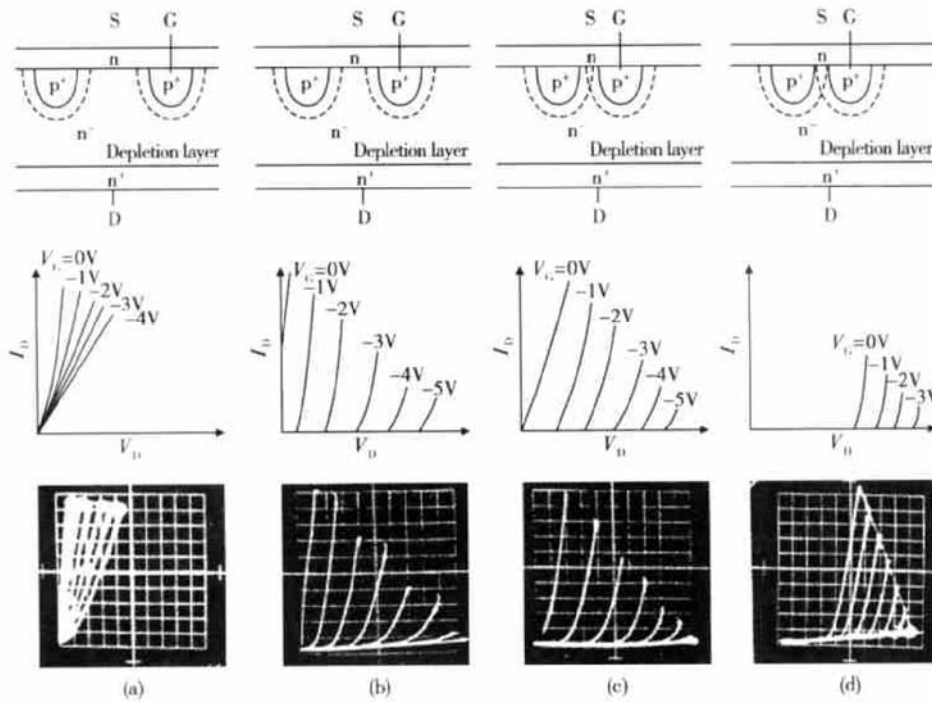 S G S G S G S G
n n n n
p⁺ p⁺ p⁺ p⁺ p⁺ p⁺ p⁺ p⁺
n⁻ n⁻ n⁻ n⁻
Depletion layer Depletion layer Depletion layer Depletion layer
n⁺ n⁺ n⁺ n⁺
D D D D
V_G=0V
-1V
-2V
-3V
-4V
I_D
V_D
V_G=0V
-1V
-2V
-3V
-4V
-5V
I_D
V_D
V_G=0V
-1V
-2V
-3V
-4V
-5V
I_D
V_D
V_G=0V
-1V
-2V
-3V
I_D
V_D
(a) (b) (c) (d)